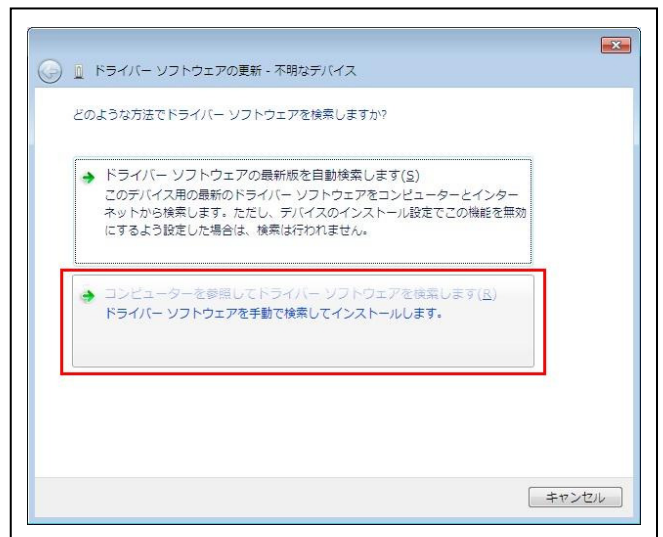 ドライバー ソフトウェアの更新 - 不明なデバイス
どのような方法でドライバー ソフトウェアを検索しますか?
ドライバー ソフトウェアの最新版を自動検索します(S)
このデバイス用の最新のドライバー ソフトウェアをコンピューターとインター
ネットから検索します。ただし、デバイスのインストール設定でこの機能を無効
にするよう設定した場合は、検索は行われません。
コンピューターを参照してドライバー ソフトウェアを検索します(R)
ドライバー ソフトウェアを手動で検索してインストールします。
キャンセル